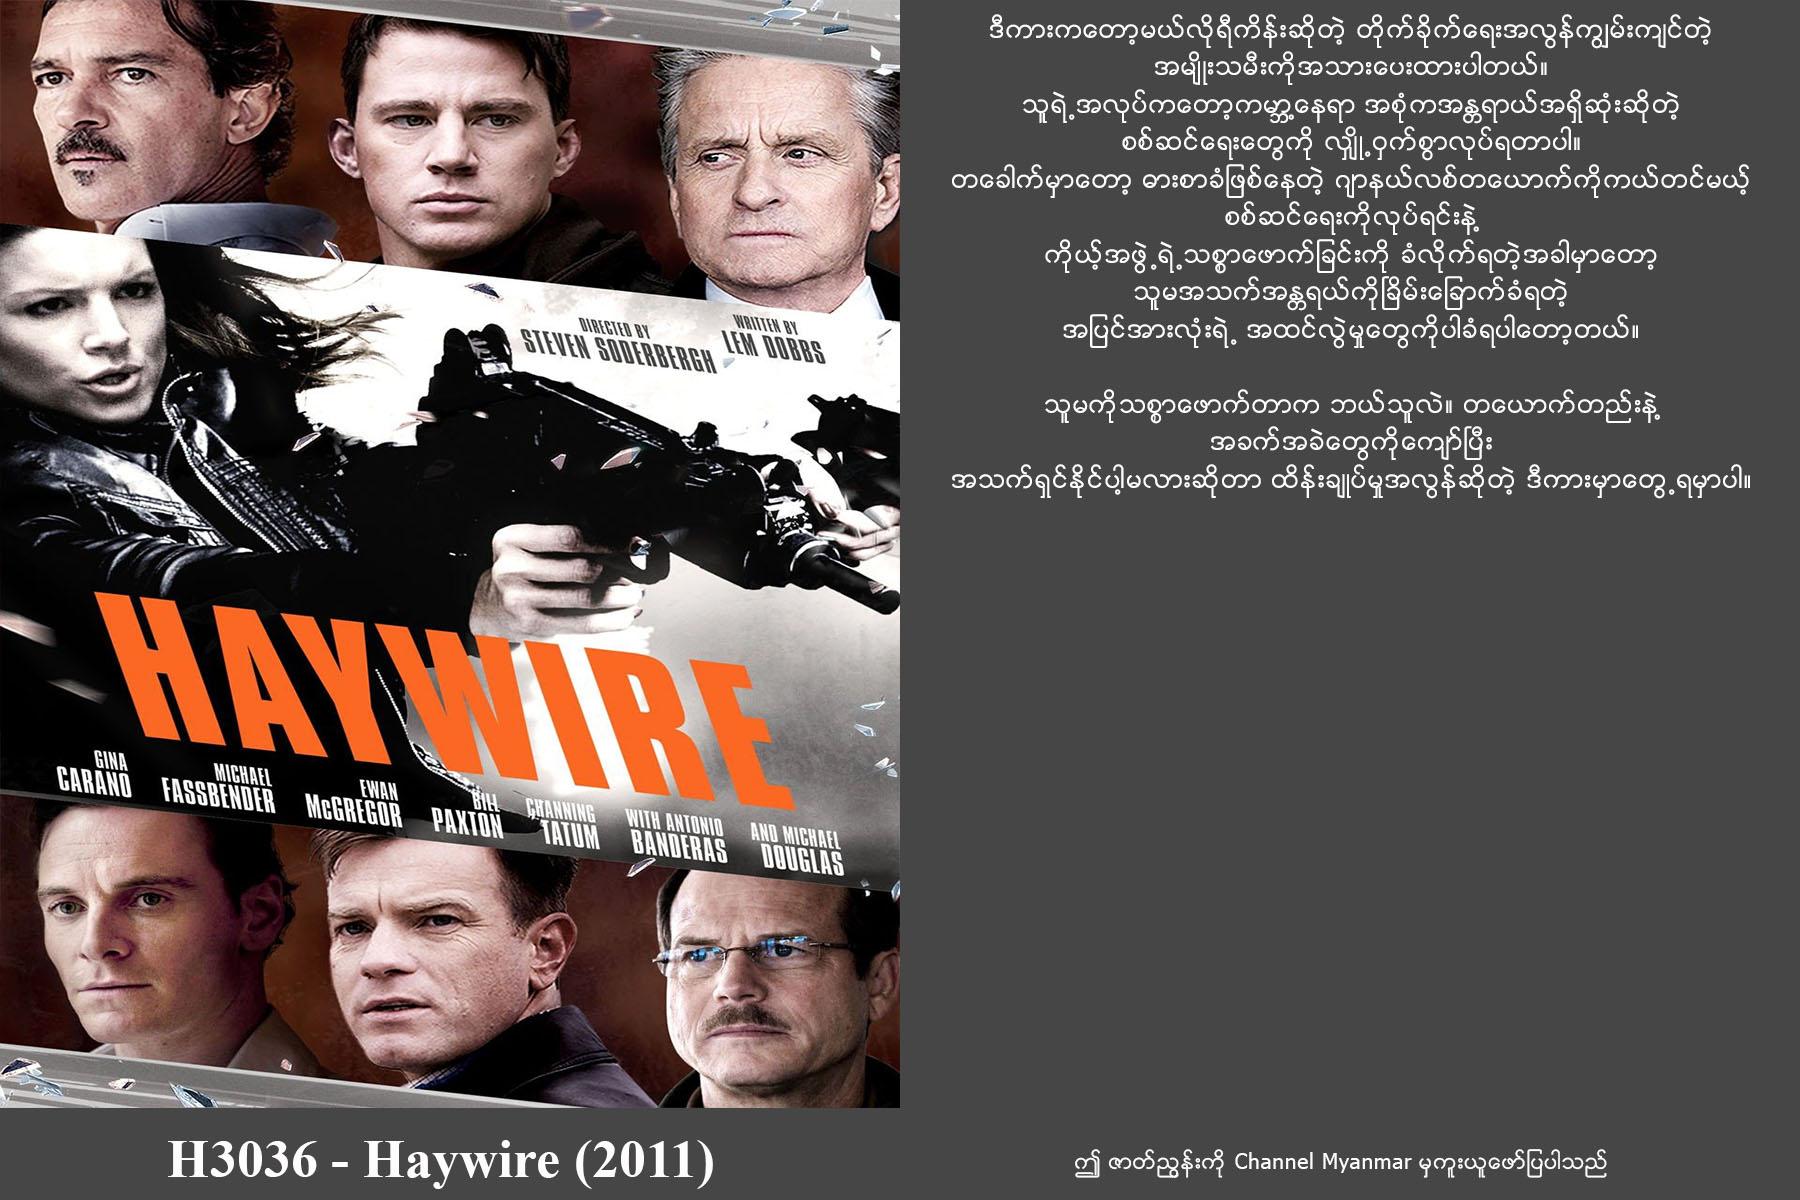 DIRECTED BY
STEVEN SODERBERGH
WRITTEN BY
LEM DOBBS
HAYWIRE
GINA
CARANO
MICHAEL
FASSBENDER
EWAN
McGREGOR
BILL
PAXTON
CHANNING
TATUM
WITH ANTONIO
BANDERAS
AND MICHAEL
DOUGLAS
H3036 - Haywire (2011)
ဒီကားကတော့မယ်လိုရီကိန်းဆိုတဲ့ တိုက်ခိုက်ရေးအလွန်ကျွမ်းကျင်တဲ့
အမျိုးသမီးကိုအသားပေးထားပါတယ်။
သူရဲ့အလုပ်ကတော့ကမ္ဘာ့နေရာ အစုံကအန္တရာယ်အရှိဆုံးဆိုတဲ့
စစ်ဆင်ရေးတွေကို လျှို့ဝှက်စွာလုပ်ရတာပါ။
တခေါက်မှာတော့ ဓားစာခံဖြစ်နေတဲ့ ဂျာနယ်လစ်တယောက်ကိုကယ်တင်မယ့်
စစ်ဆင်ရေးကိုလုပ်ရင်းနဲ့
ကိုယ့်အဖွဲ့ရဲ့သစ္စာဖောက်ခြင်းကို ခံလိုက်ရတဲ့အခါမှာတော့
သူမအသက်အန္တရယ်ကိုခြိမ်းခြောက်ခံရတဲ့
အပြင်အားလုံးရဲ့ အထင်လွဲမှုတွေကိုပါခံရပါတော့တယ်။
သူမကိုသစ္စာဖောက်တာက ဘယ်သူလဲ။ တယောက်တည်းနဲ့
အခက်အခဲတွေကိုကျော်ပြီး
အသက်ရှင်နိုင်ပါ့မလားဆိုတာ ထိန်းချုပ်မှုအလွန်ဆိုတဲ့ ဒီကားမှာတွေ့ရမှာပါ။
ဤ ဇာတ်ညွှန်းကို Channel Myanmar မှကူးယူဖော်ပြပါသည်